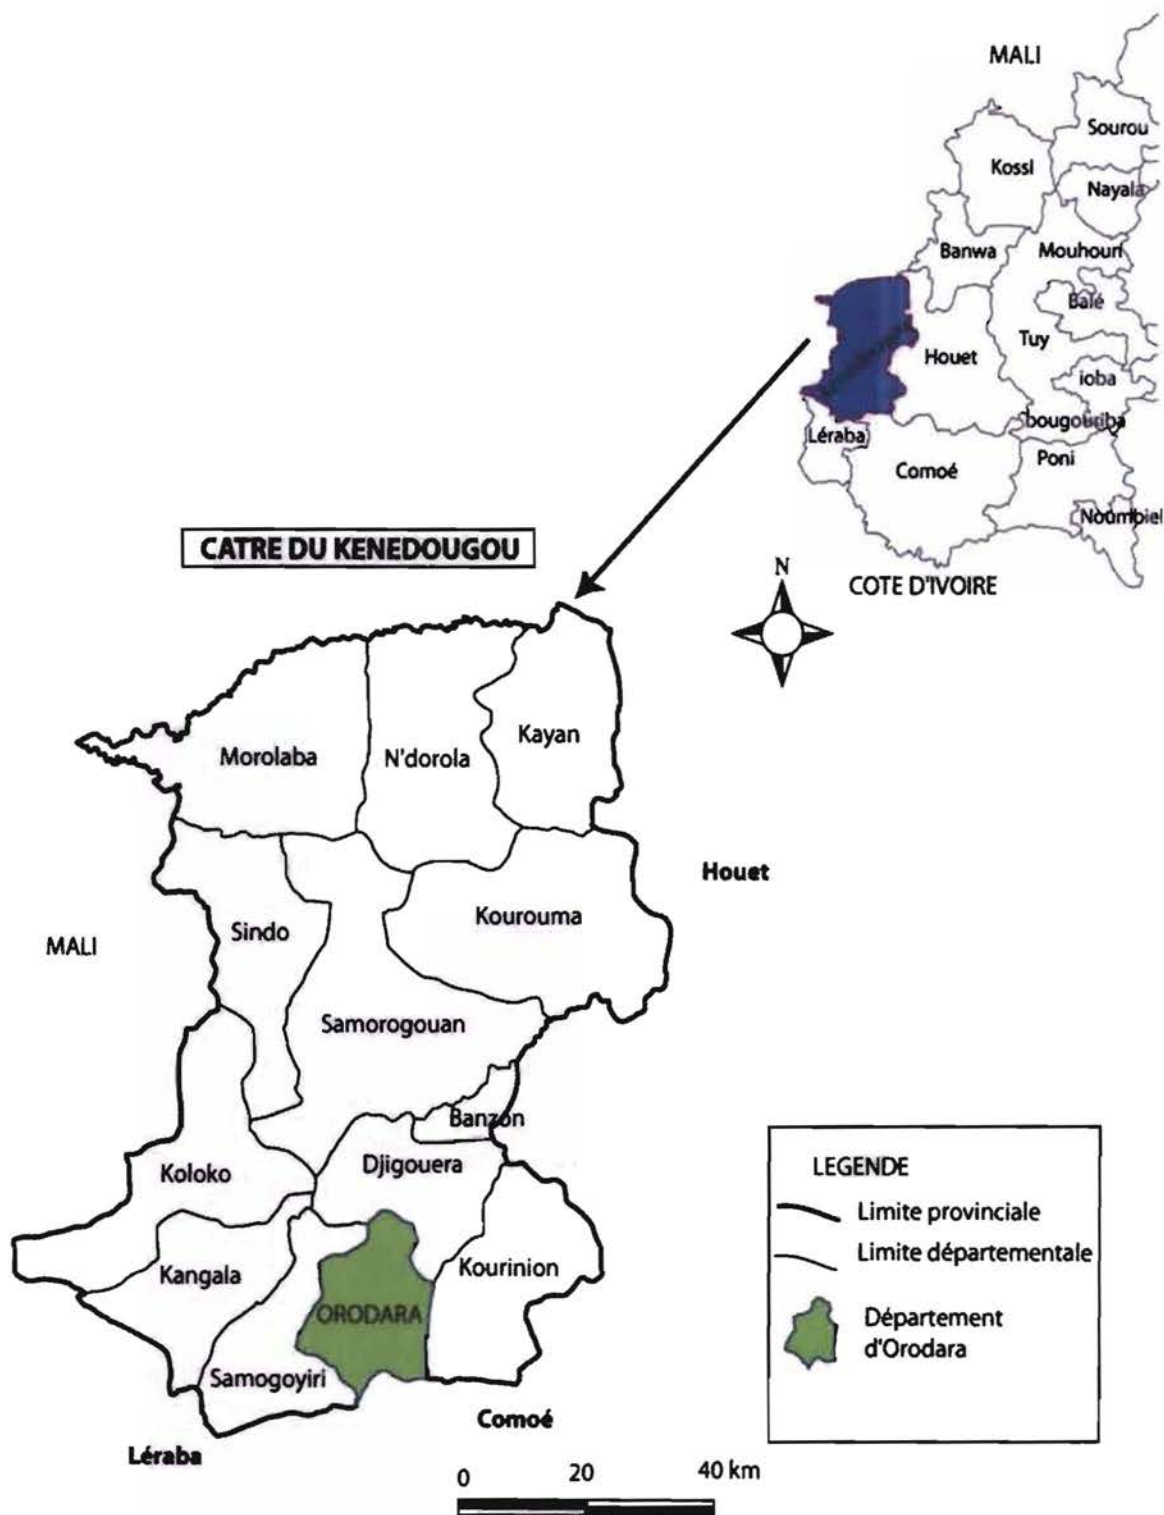 MALI
Sourou
Kossi
Nayala
Banwa
Mouhoun
Balé
Tuy
Houet
ioba
bougouriba
Léraba
Poni
Comoé
Noumbiel
COTE D'IVOIRE
N
CATRE DU KENEDOUGOU
Kayan
Morolaba
N'dorola
Houet
Kourouma
Sindo
MALI
Samorogouan
Banzon
Djigouera
Koloko
Kangala
Kourinion
ORODARA
Samogoyiri
Comoé
Léraba
LEGENDE
Limite provinciale
Limite départementale
Département
d'Orodara
0 20 40 km